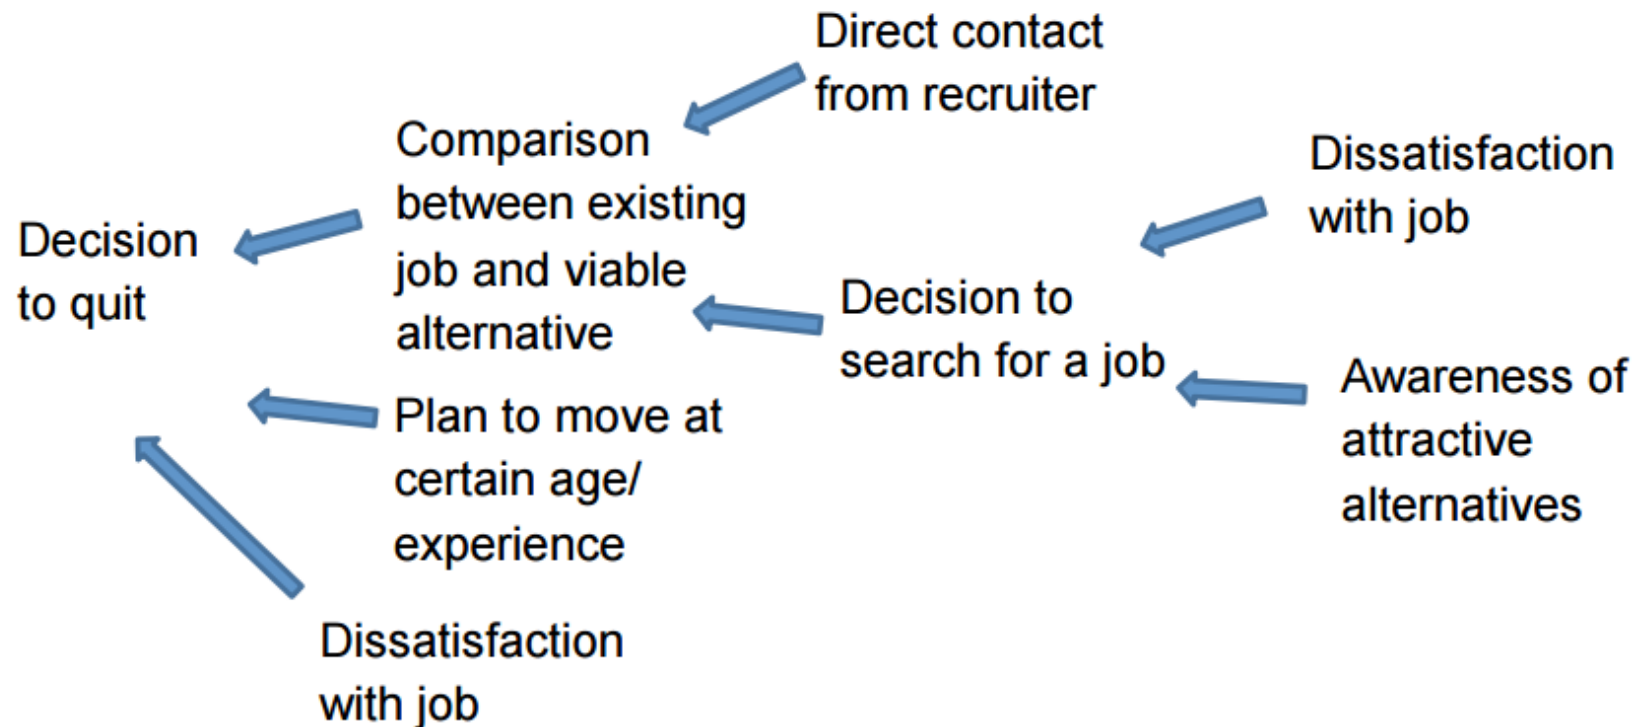 Direct contact
from recruiter
Comparison
between existing
job and viable
alternative
Dissatisfaction
with job
Decision
to quit
Decision to
search for a job
Plan to move at
certain age/
experience
Awareness of
attractive
alternatives
Dissatisfaction
with job